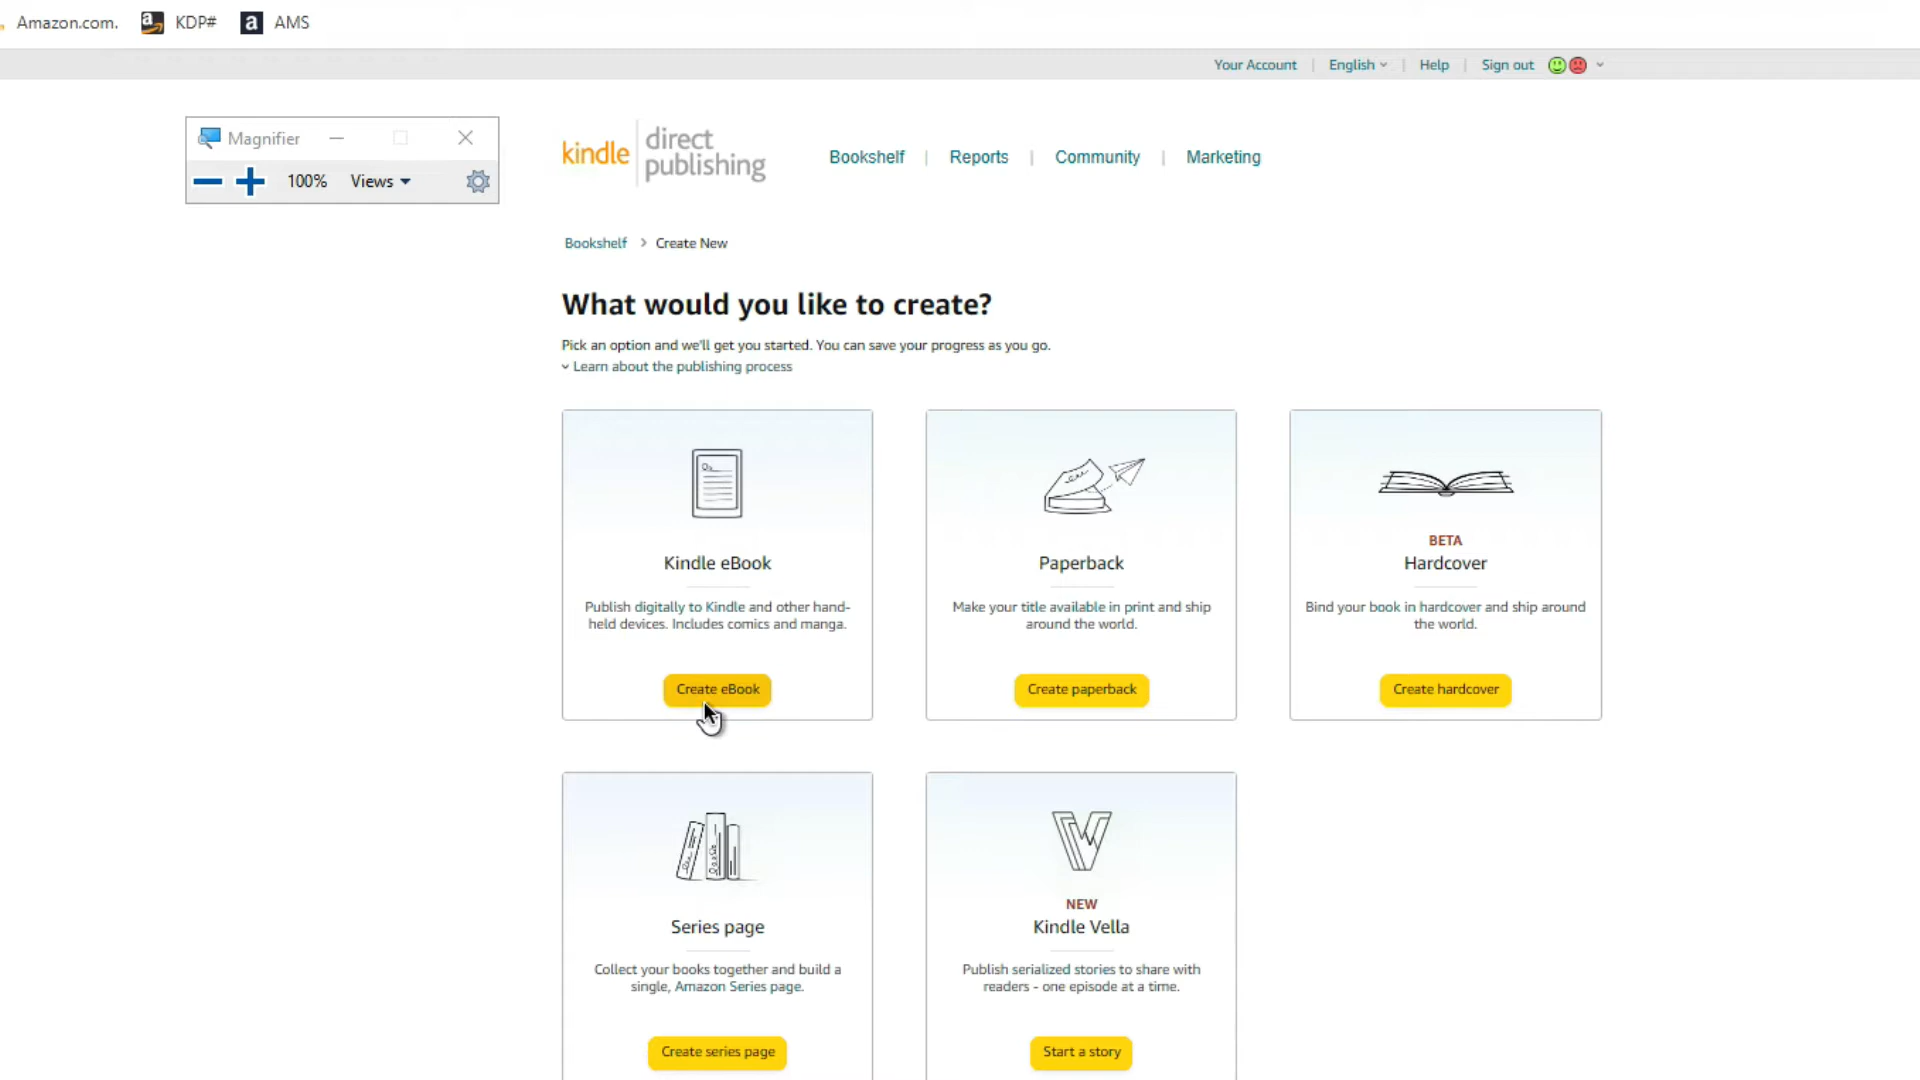 Amazon.com. KDP# AMS
Your Account English Help Sign out
Magnifier
100% Views
kindle direct publishing
Bookshelf Reports Community Marketing
Bookshelf > Create New
What would you like to create?
Pick an option and we'll get you started. You can save your progress as you go.
Learn about the publishing process
Kindle eBook
Publish digitally to Kindle and other hand-
held devices. Includes comics and manga.
Create eBook
Paperback
Make your title available in print and ship
around the world.
Create paperback
BETA
Hardcover
Bind your book in hardcover and ship around
the world.
Create hardcover
Series page
Collect your books together and build a
single, Amazon Series page.
Create series page
NEW
Kindle Vella
Publish serialized stories to share with
readers - one episode at a time.
Start a story